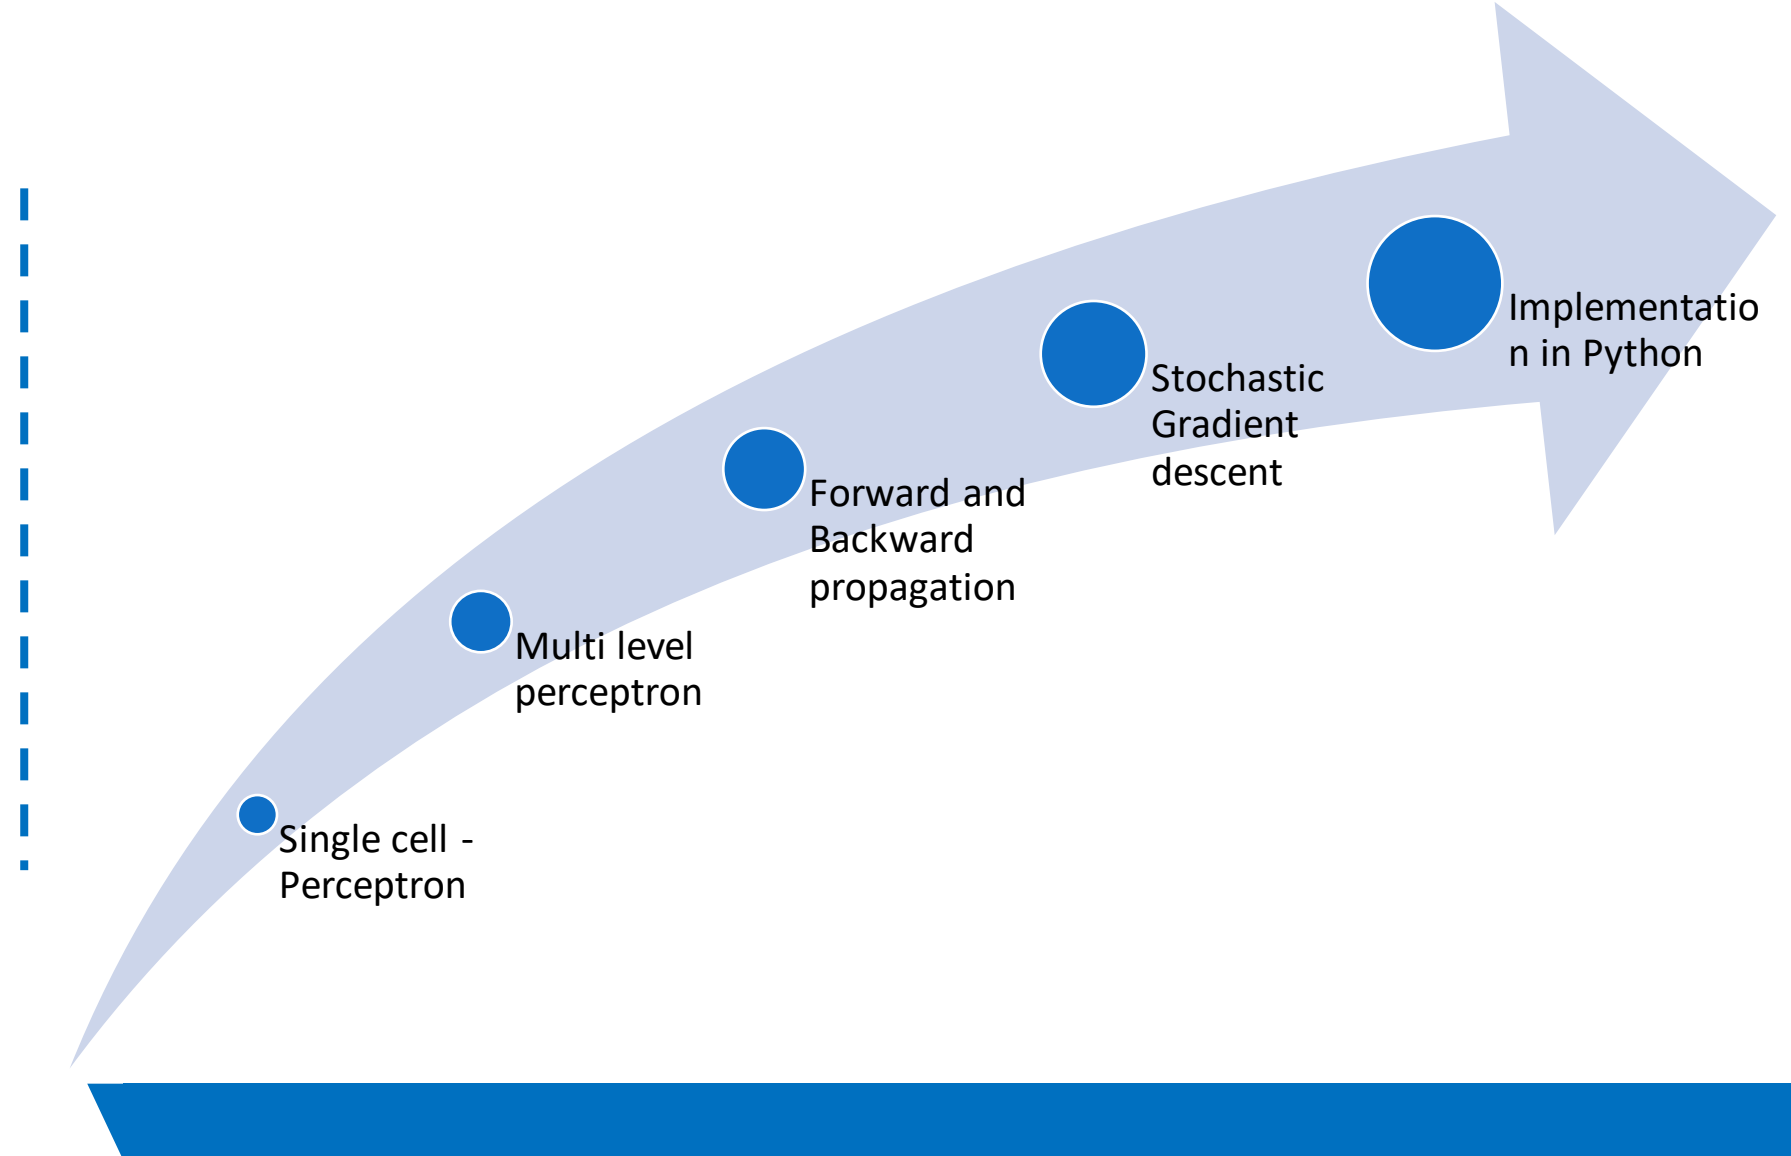 Single cell -
Perceptron
Multi level
perceptron
Forward and
Backward
propagation
Stochastic
Gradient
descent
Implementatio
n in Python